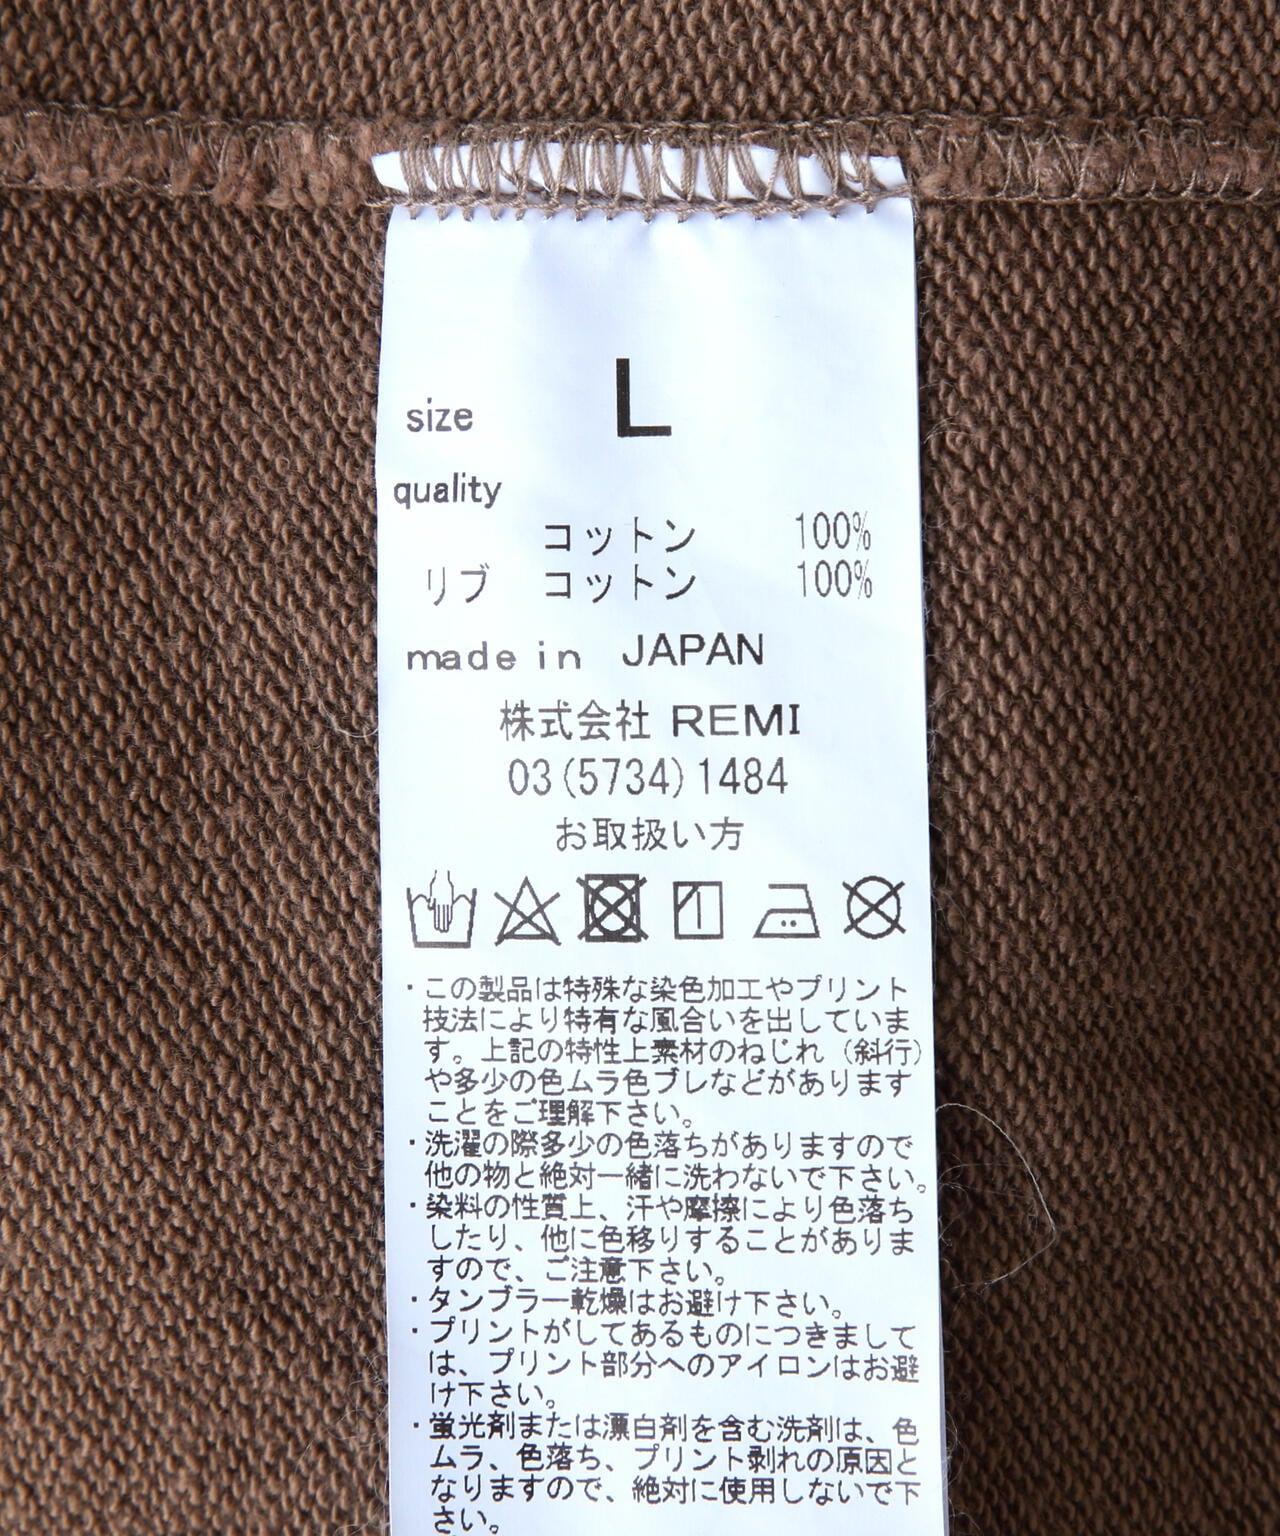 size L
quality
コットン 100%
リブ コットン 100%
made in JAPAN
株式会社 REMI
03(5734)1484
お取扱い方
・この製品は特殊な染色加工やプリント
技法により特有な風合いを出していま
す。上記の特性上素材のねじれ（斜行）
や多少の色ムラ色ブレなどがあります
ことをご理解下さい。
・洗濯の際多少の色落ちがありますので
他の物と絶対一緒に洗わないで下さい。
・染料の性質上、汗や摩擦により色落ち
したり、他に色移りすることがありま
すので、ご注意下さい。
・タンブラー乾燥はお避け下さい。
・プリントがしてあるものにつきまして
は、プリント部分へのアイロンはお避
け下さい。
・蛍光剤または漂白剤を含む洗剤は、色
ムラ、色落ち、プリント剥れの原因と
なりますので、絶対に使用しないで下
さい。